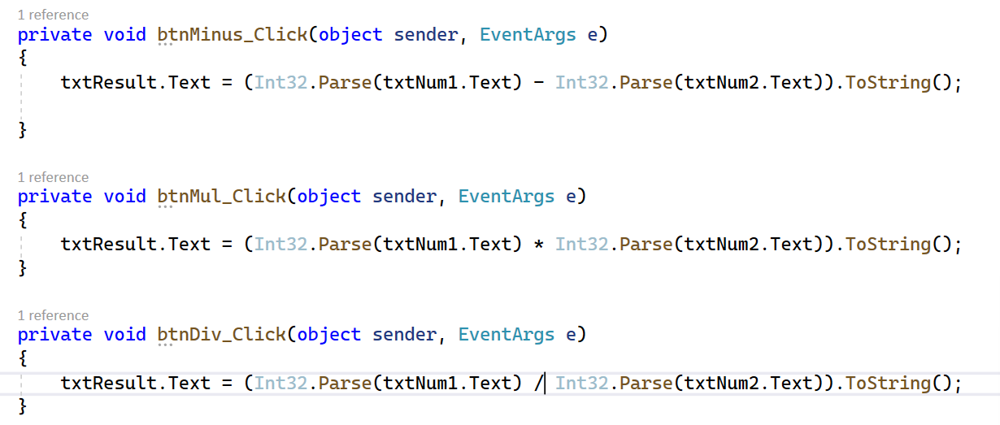 1 reference
private void btnMinus_Click(object sender, EventArgs e)
{
txtResult.Text = (Int32.Parse(txtNum1.Text) - Int32.Parse(txtNum2.Text)).ToString();
}
1 reference
private void btnMul_Click(object sender, EventArgs e)
{
txtResult.Text = (Int32.Parse(txtNum1.Text) * Int32.Parse(txtNum2.Text)).ToString();
}
1 reference
private void btnDiv_Click(object sender, EventArgs e)
{
txtResult.Text = (Int32.Parse(txtNum1.Text) / Int32.Parse(txtNum2.Text)).ToString();
}